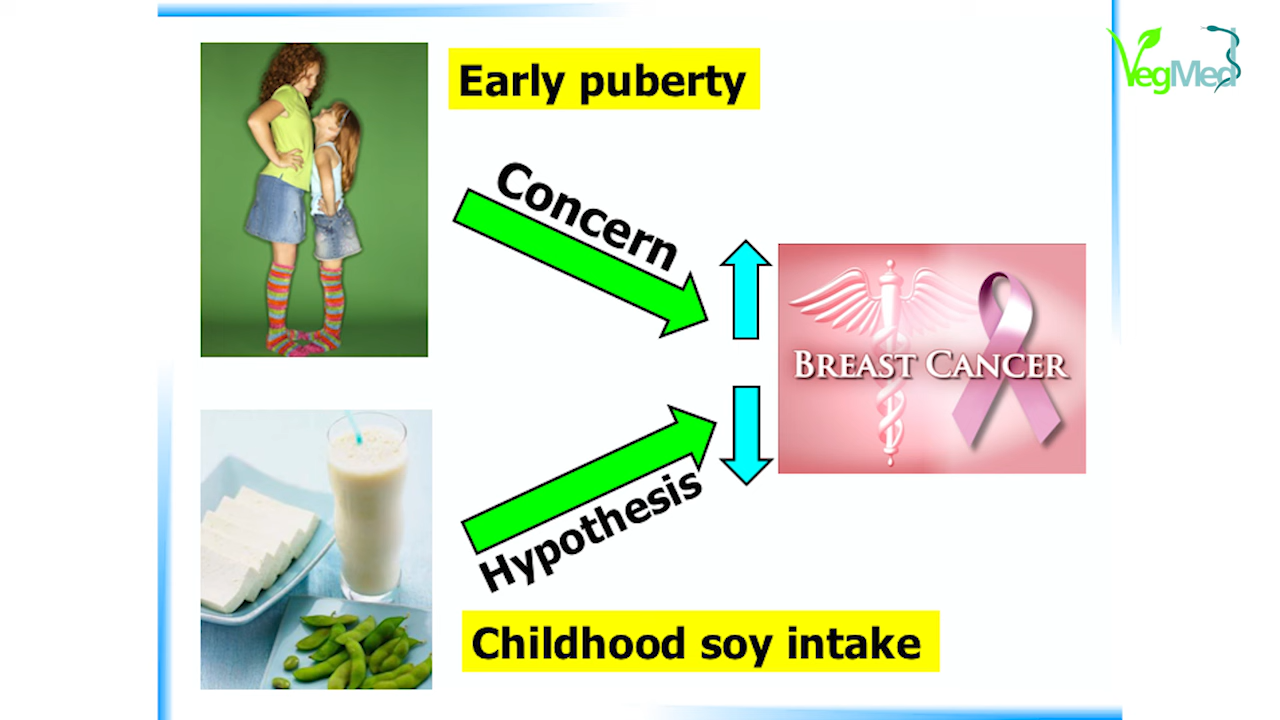 Early puberty
VegMed
Concern
BREAST CANCER
Hypothesis
Childhood soy intake